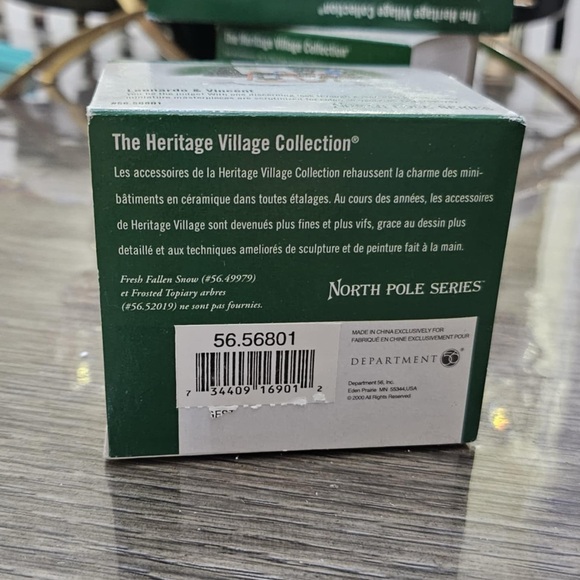 The Heritage Village Collection
The Heritage Village Collection®
Leonardo & Vincent
#56.56801
The Heritage Village Collection®
Les accessoires de la Heritage Village Collection rehaussent la charme des mini-
bâtiments en céramique dans toutes étalages. Au cours des années, les accessoires
de Heritage Village sont devenués plus fines et plus vifs, grace au dessin plus
detaillé et aux techniques ameliorés de sculpture et de peinture fait à la main.
Fresh Fallen Snow (#56.49979)
et Frosted Topiary arbres
(#56.52019) ne sont pas fournies.
NORTH POLE SERIES™
56.56801
7 34409 16901 2
MADE IN CHINA EXCLUSIVELY FOR
FABRIQUÉ EN CHINE EXCLUSIVEMENT POUR
DEPARTMENT 56®
Department 56, Inc.
Eden Prairie MN 55344,USA
© 2000 All Rights Reserved